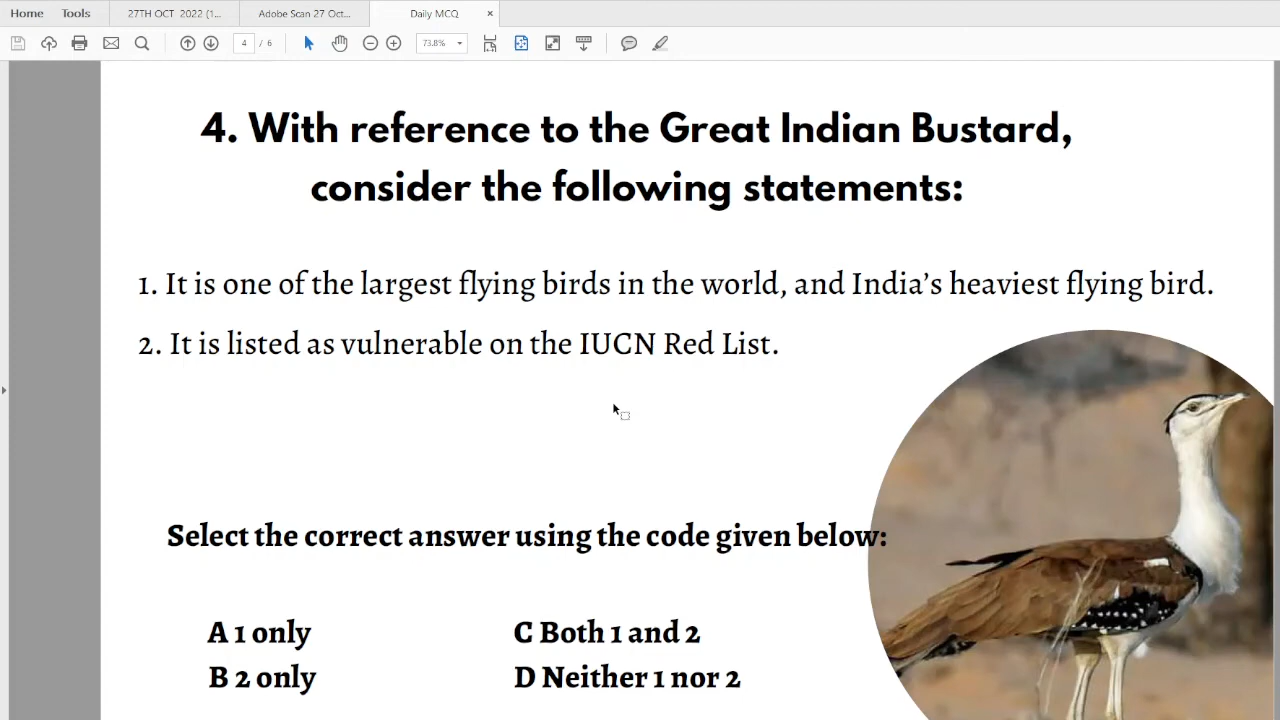 Home Tools 27TH OCT 2022 (1... Adobe Scan 27 Oct... Daily MCQ ×
4 / 6 73.8%
4. With reference to the Great Indian Bustard,
consider the following statements:
1. It is one of the largest flying birds in the world, and India’s heaviest flying bird.
2. It is listed as vulnerable on the IUCN Red List.
Select the correct answer using the code given below:
A 1 only C Both 1 and 2
B 2 only D Neither 1 nor 2